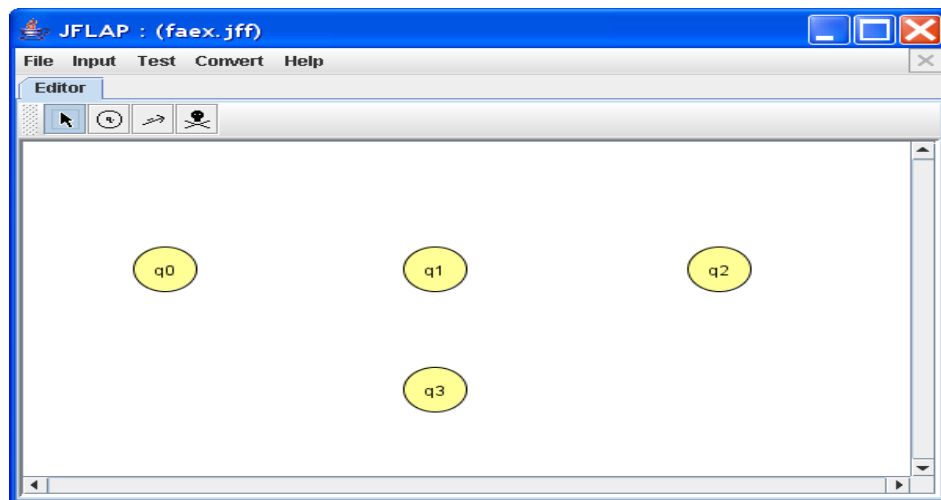 JFLAP : (faex.jff)
File Input Test Convert Help
Editor
q0 q1 q2
q3